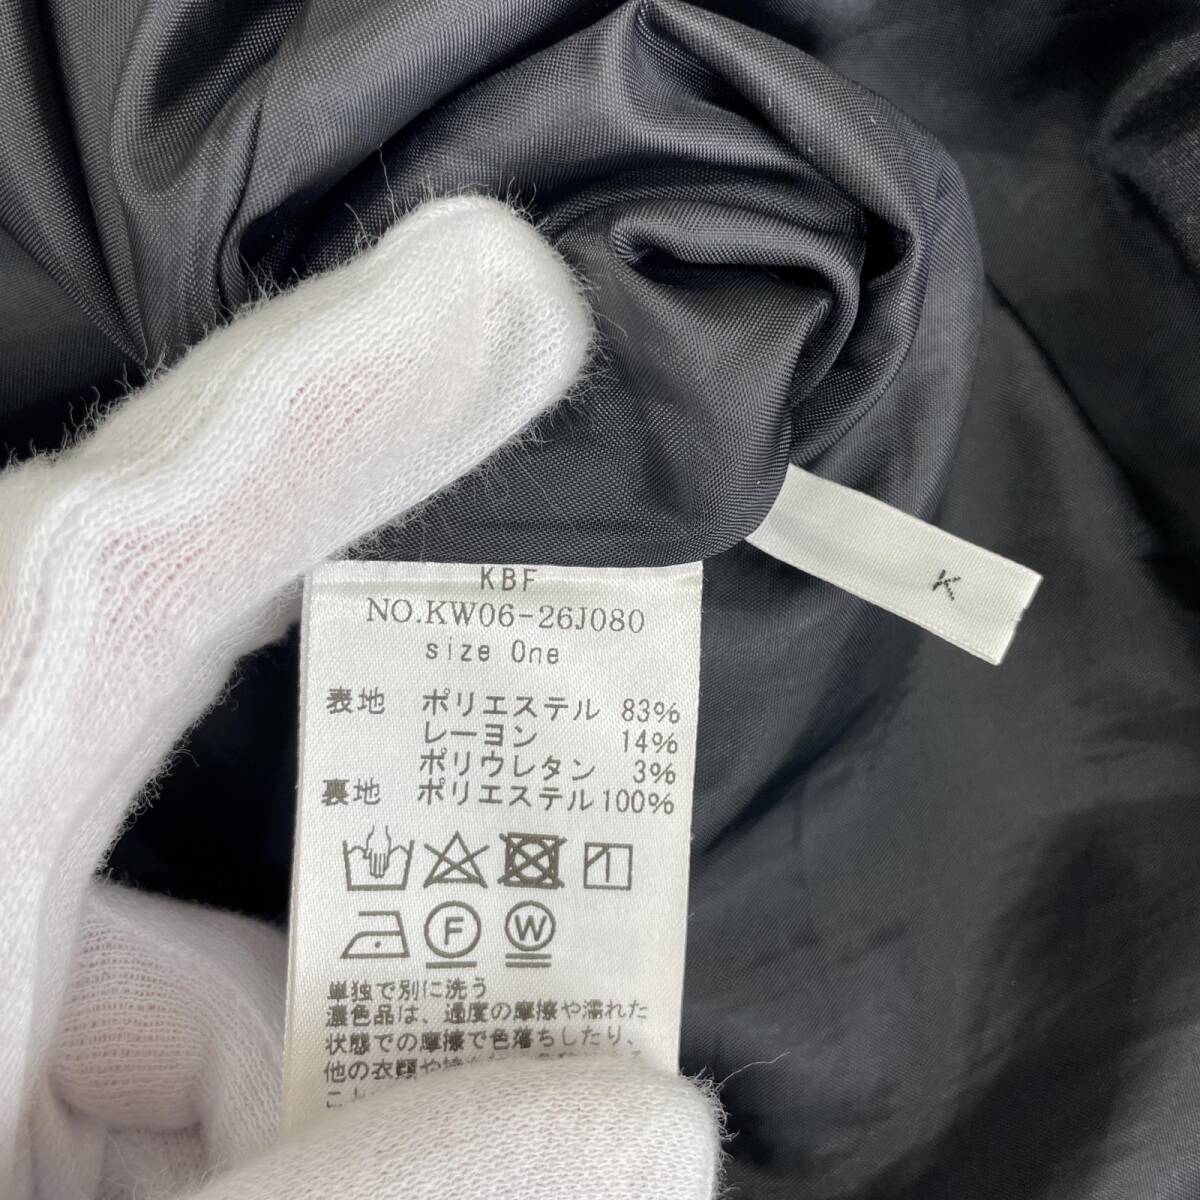 KBF
NO.KW06-26J080
size One
表地 ポリエステル 83%
レーヨン 14%
ポリウレタン 3%
裏地 ポリエステル 100%
F W
単独で別に洗う
濃色品は、過度の摩擦や濡れた
状態での摩擦で色落ちしたり、
他の衣類や
こ
K